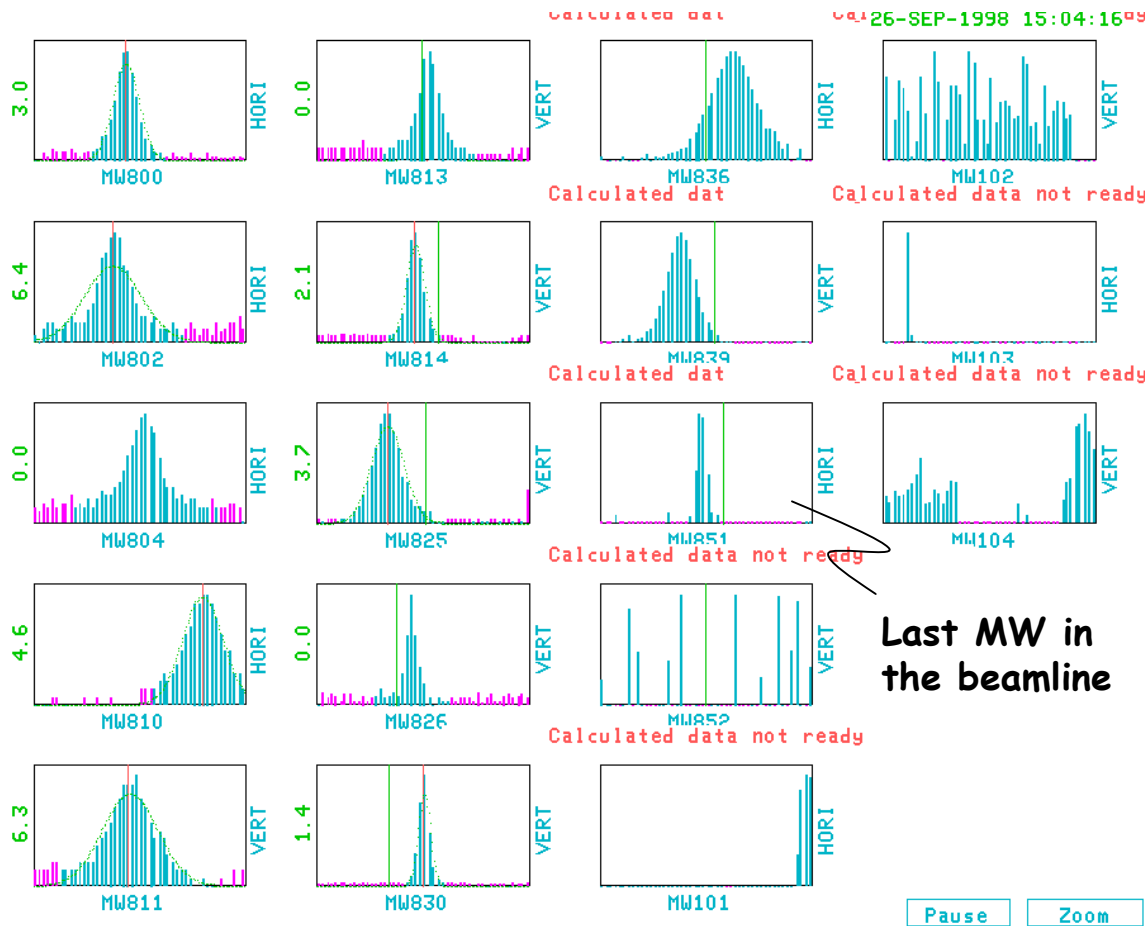 Calculated dat
26-SEP-1998 15:04:16
3.0
HORI
MW800
0.0
VERT
MW813
HORI
MW836
VERT
MW102
Calculated dat
Calculated data not ready
6.4
HORI
MW802
2.1
VERT
MW814
VERT
MW839
HORI
MW103
Calculated dat
Calculated data not ready
0.0
HORI
MW804
3.7
VERT
MW825
HORI
MW851
VERT
MW104
Calculated data not ready
4.6
HORI
MW810
0.0
VERT
MW826
VERT
MW852
Last MW in
the beamline
Calculated data not ready
6.3
VERT
MW811
1.4
VERT
MW830
HORI
MW101
Pause
Zoom